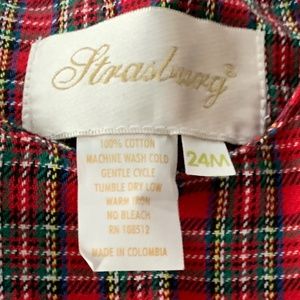 Strasburg
24M
100% COTTON
MACHINE WASH COLD
GENTLE CYCLE
TUMBLE DRY LOW
WARM IRON
NO BLEACH
RN 108512
MADE IN COLOMBIA